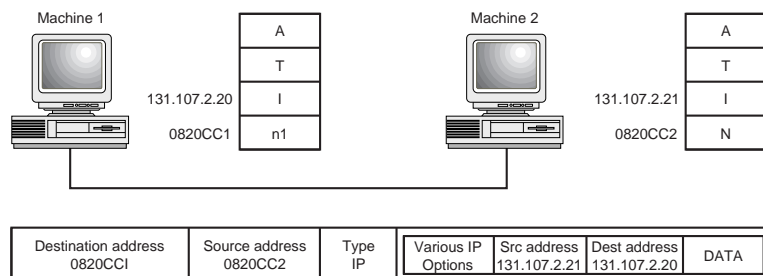 Machine 1
A
T
131.107.2.20
I
0820CC1
n1
Machine 2
A
T
131.107.2.21
I
0820CC2
N
Destination address
0820CCI
Source address
0820CC2
Type
IP
Various IP
Options
Src address
131.107.2.21
Dest address
131.107.2.20
DATA